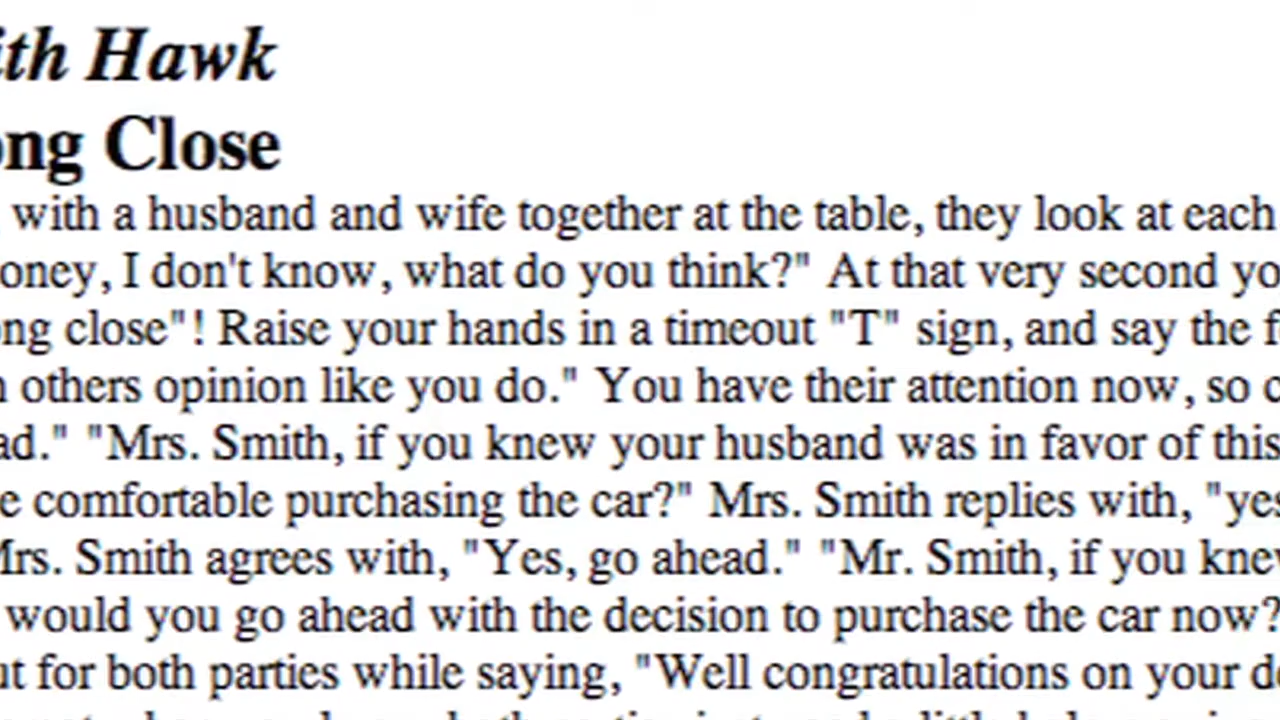 ith Hawk
ong Close
with a husband and wife together at the table, they look at each
oney, I don't know, what do you think?" At that very second yo
ong close"! Raise your hands in a timeout "T" sign, and say the f
n others opinion like you do." You have their attention now, so c
ad." "Mrs. Smith, if you knew your husband was in favor of this
e comfortable purchasing the car?" Mrs. Smith replies with, "yes
Mrs. Smith agrees with, "Yes, go ahead." "Mr. Smith, if you knew
would you go ahead with the decision to purchase the car now?
ut for both parties while saying, "Well congratulations on your de